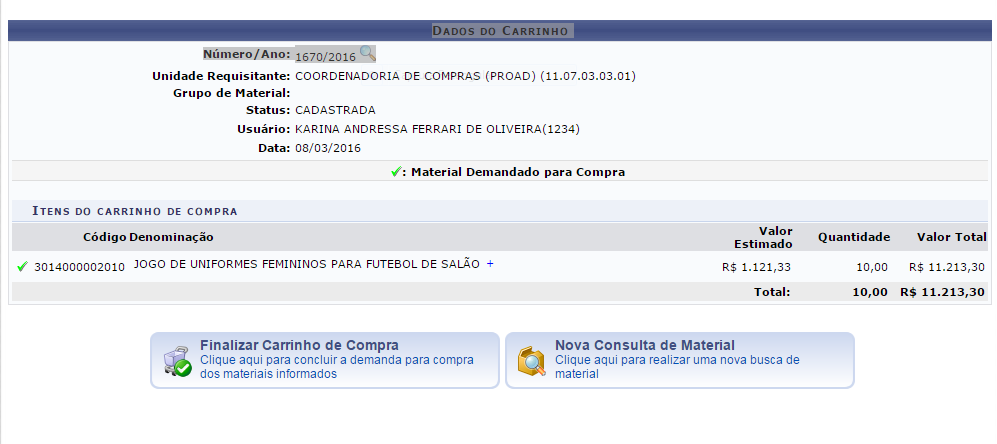 Dados do Carrinho
Número/Ano: 1670/2016
Unidade Requisitante: COORDENADORIA DE COMPRAS (PROAD) (11.07.03.03.01)
Grupo de Material:
Status: CADASTRADA
Usuário: KARINA ANDRESSA FERRARI DE OLIVEIRA(1234)
Data: 08/03/2016
: Material Demandado para Compra
Itens do carrinho de compra
Código Denominação Valor Estimado Quantidade Valor Total
3014000002010 JOGO DE UNIFORMES FEMININOS PARA FUTEBOL DE SALÃO + R$ 1.121,33 10,00 R$ 11.213,30
Total: 10,00 R$ 11.213,30
Finalizar Carrinho de Compra
Clique aqui para concluir a demanda para compra
dos materiais informados
Nova Consulta de Material
Clique aqui para realizar uma nova busca de
material